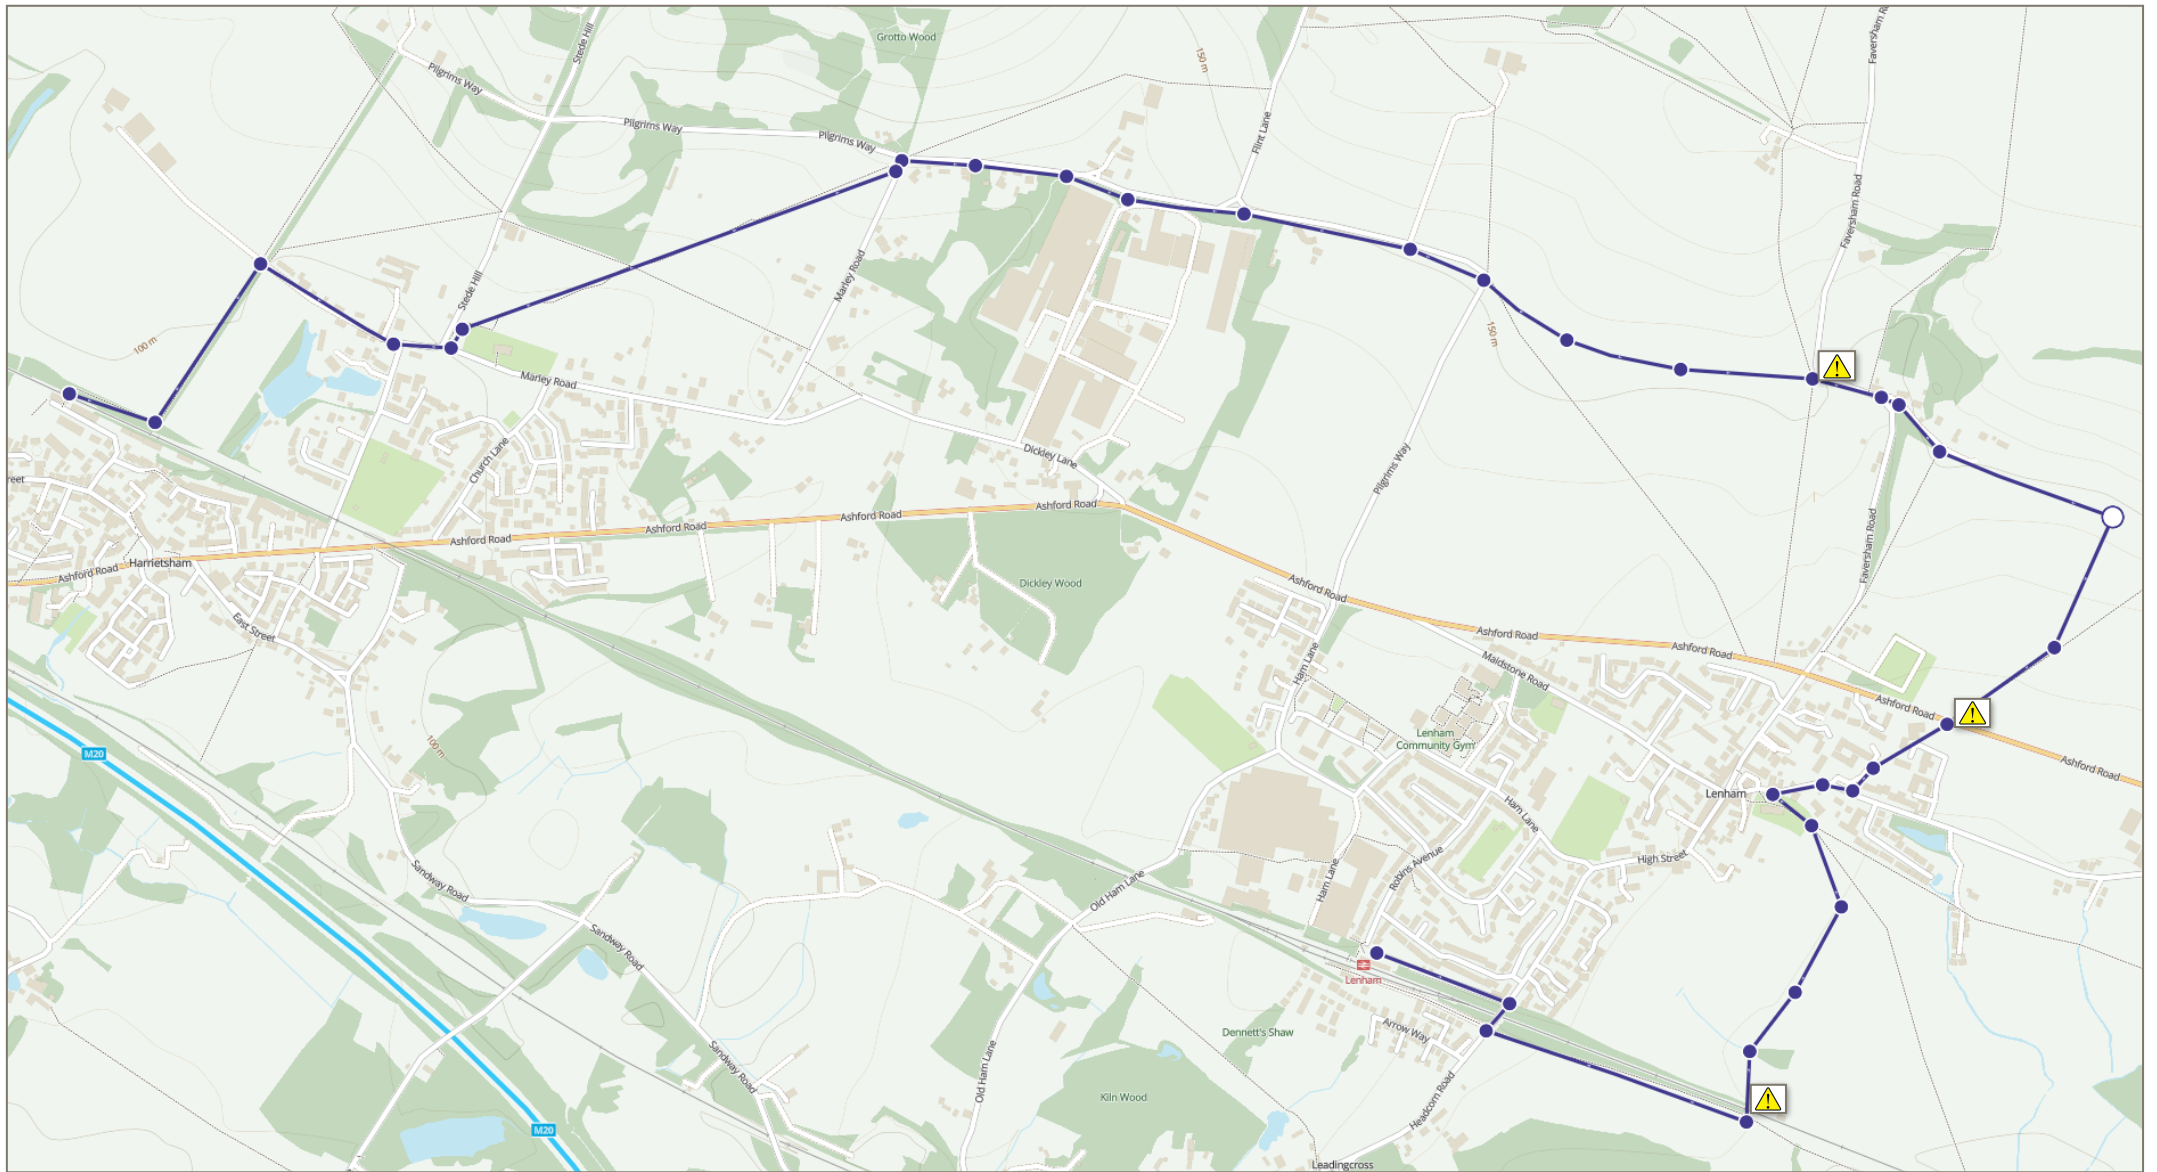 Grotto Wood
Stede Hill
150 m
Pilgrims Way
Pilgrims Way
Pilgrims Way
Flint Lane
Faversham Road
Marley Road
Stede Hill
100 m
150 m
Marley Road
Church Lane
Dickley Lane
Pilgrims Way
reet
Ashford Road
Ashford Road
Ashford Road
Ashford Road
Faversham Road
Harrietsham
Ashford Road
Dickley Wood
Ashford Road
East Street
Ashford Road
Ashford Road
Ham Lane
Maidstone Road
Ashford Road
Lenham
Community Gym
100 m
M20
Ashford Road
Lenham
Ham Lane
High Street
Robins Avenue
Ham Lane
Old Ham Lane
Sandway Road
Sandway Road
Lenham
Arrow Way
Dennett's Shaw
Sandway Road
Old Ham Lane
Kiln Wood
Headcorn Road
M20
Leadingcross